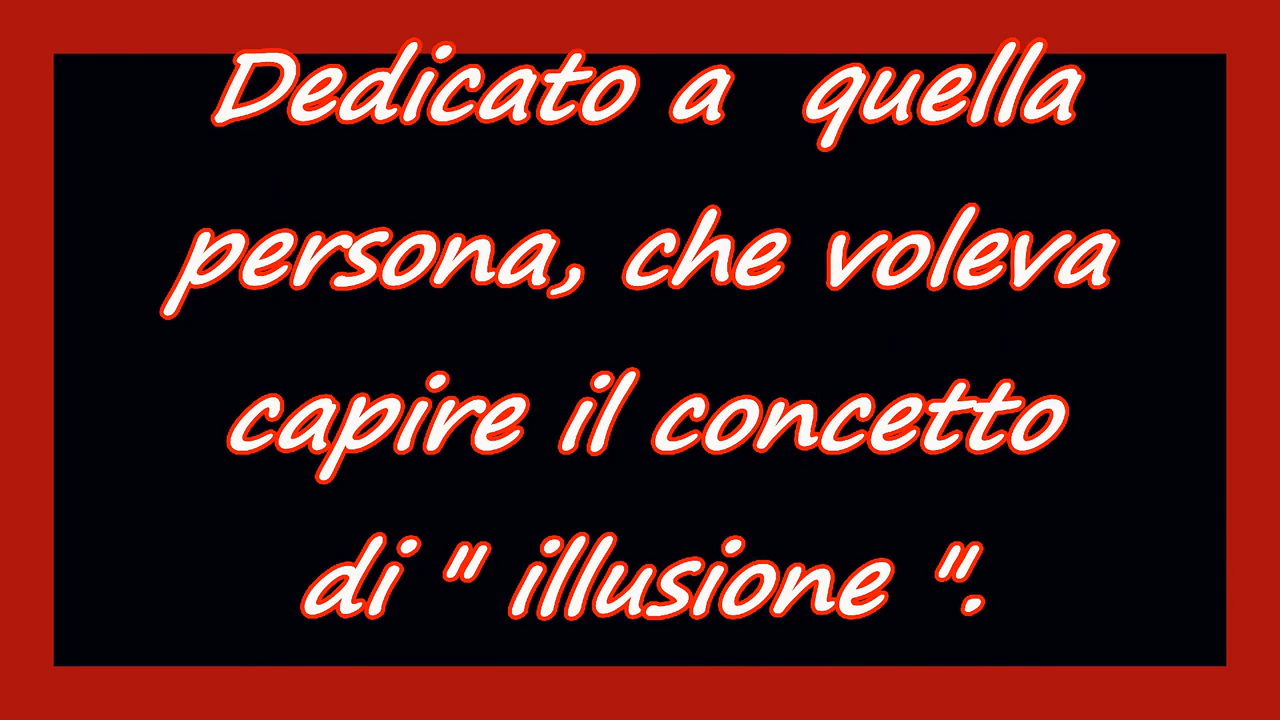 Dedicato a quella
persona, che voleva
capire il concetto
di " illusione ".